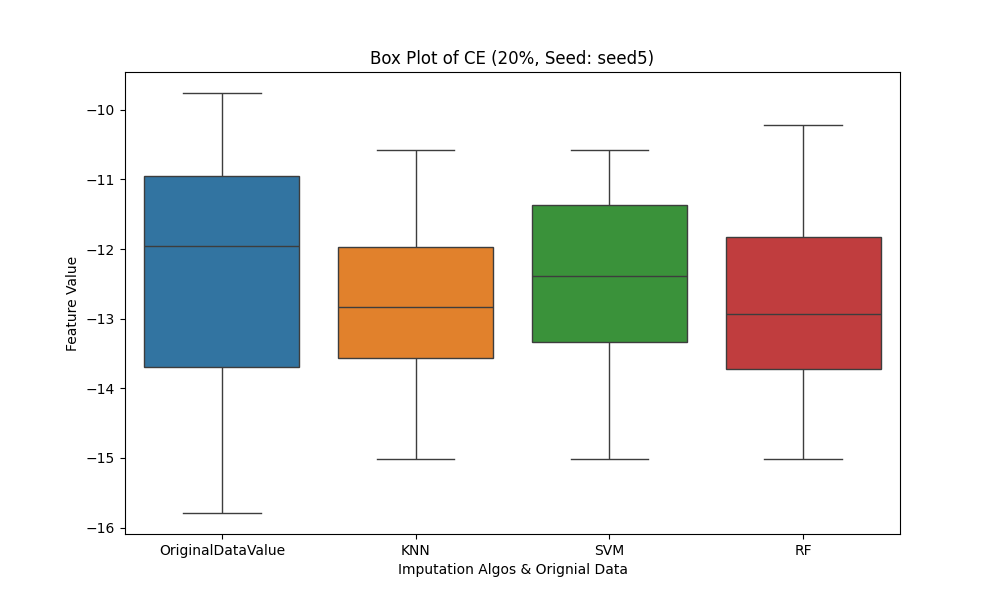 Box Plot of CE (20%, Seed: seed5)
Feature Value
−10
−11
−12
−13
−14
−15
−16
OriginalDataValue
KNN
SVM
RF
Imputation Algos & Orignial Data